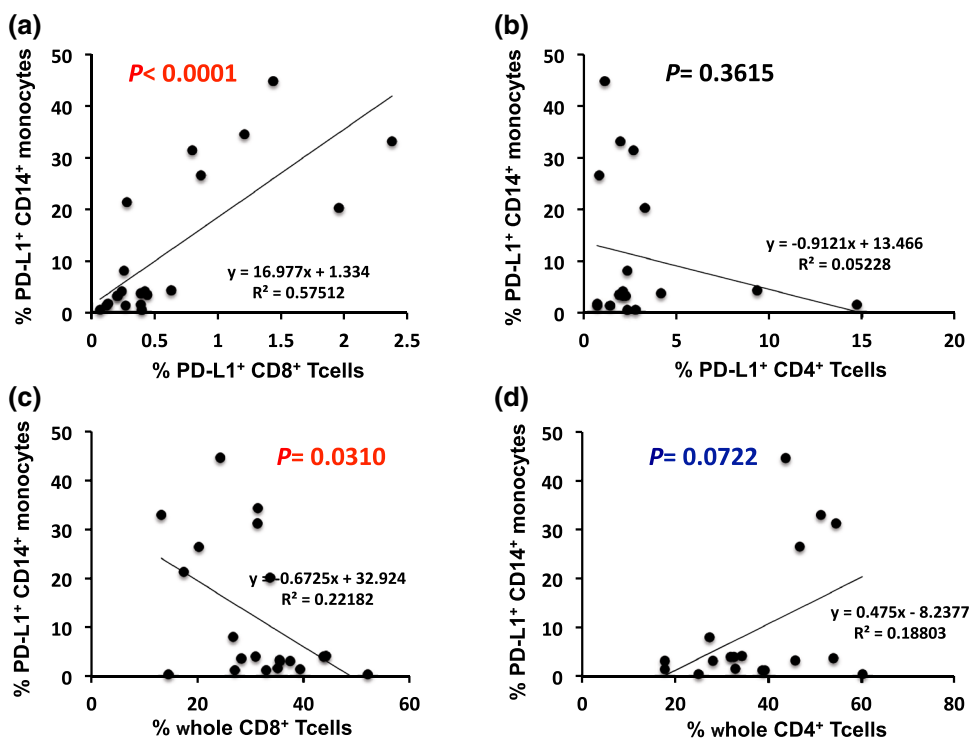 (a)
% PD-L1⁺ CD14⁺ monocytes
50
40
30
20
10
0
P< 0.0001
y = 16.977x + 1.334
R² = 0.57512
0 0.5 1 1.5 2 2.5
% PD-L1⁺ CD8⁺ Tcells
(b)
% PD-L1⁺ CD14⁺ monocytes
50
40
30
20
10
0
P= 0.3615
y = -0.9121x + 13.466
R² = 0.05228
0 5 10 15 20
% PD-L1⁺ CD4⁺ Tcells
(c)
% PD-L1⁺ CD14⁺ monocytes
50
40
30
20
10
0
P= 0.0310
y = -0.6725x + 32.924
R² = 0.22182
0 20 40 60
% whole CD8⁺ Tcells
(d)
% PD-L1⁺ CD14⁺ monocytes
50
40
30
20
10
0
P= 0.0722
y = 0.475x - 8.2377
R² = 0.18803
0 20 40 60 80
% whole CD4⁺ Tcells